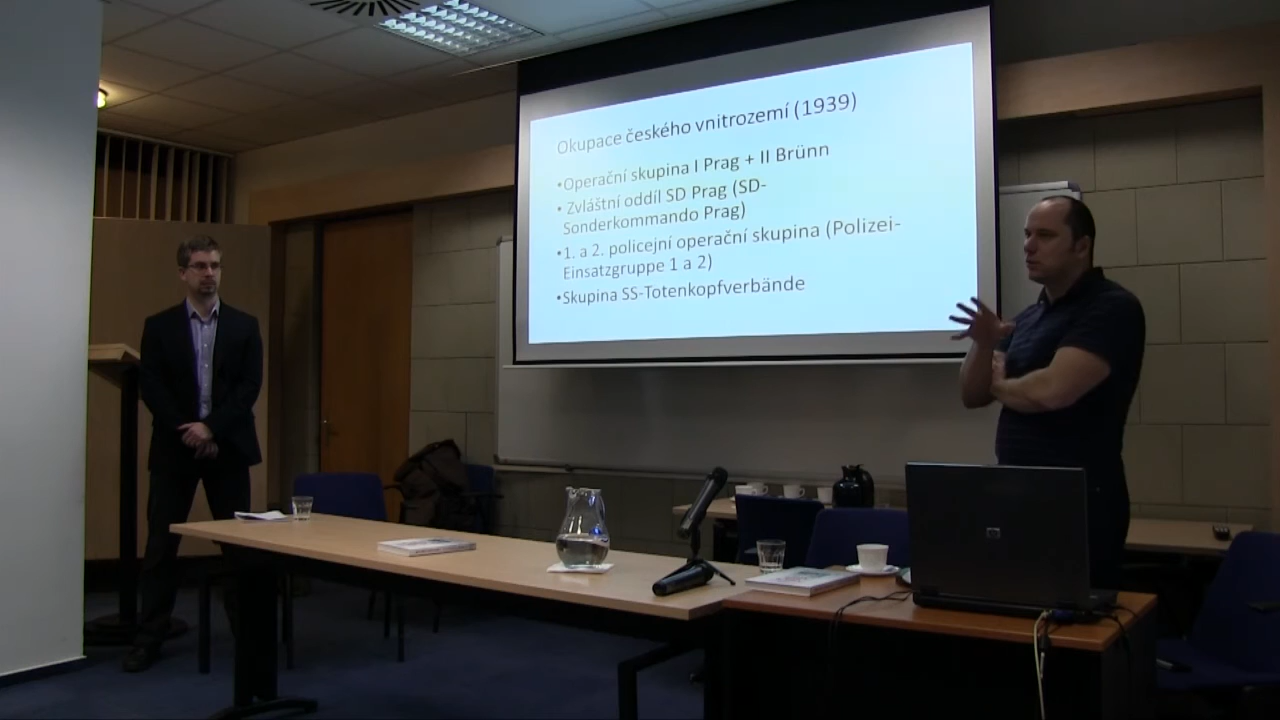 Okupace českého vnitrozemí (1939)
•Operační skupina I Prag + II Brünn
• Zvláštní oddíl SD Prag (SD-
Sonderkommando Prag)
•1. a 2. policejní operační skupina (Polizei-
Einsatzgruppe 1 a 2)
•Skupina SS-Totenkopfverbände
hp